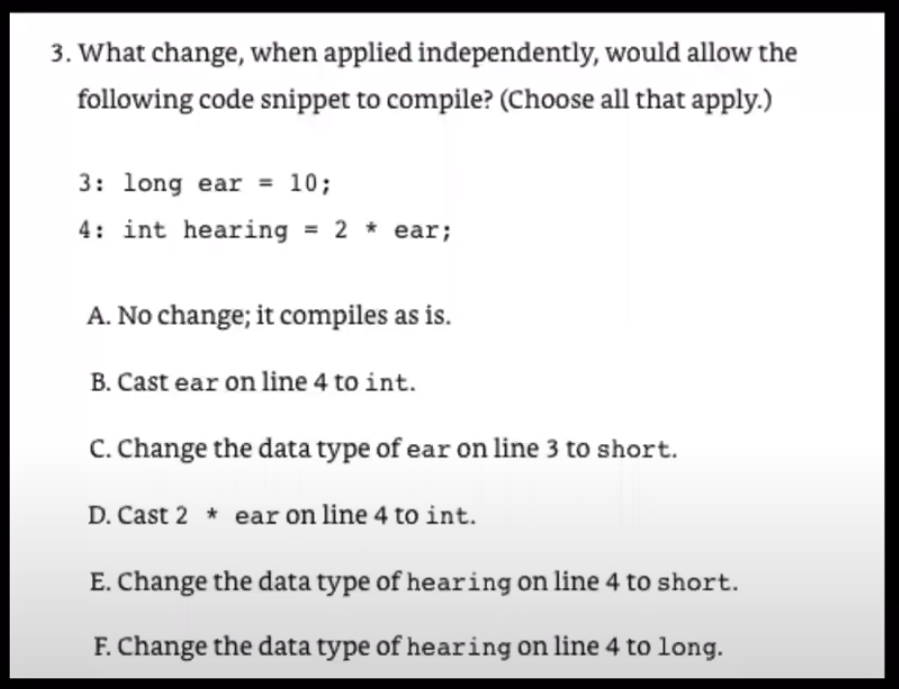 3. What change, when applied independently, would allow the
following code snippet to compile? (Choose all that apply.)
3: long ear = 10;
4: int hearing = 2 * ear;
A. No change; it compiles as is.
B. Cast ear on line 4 to int.
C. Change the data type of ear on line 3 to short.
D. Cast 2 * ear on line 4 to int.
E. Change the data type of hearing on line 4 to short.
F. Change the data type of hearing on line 4 to long.